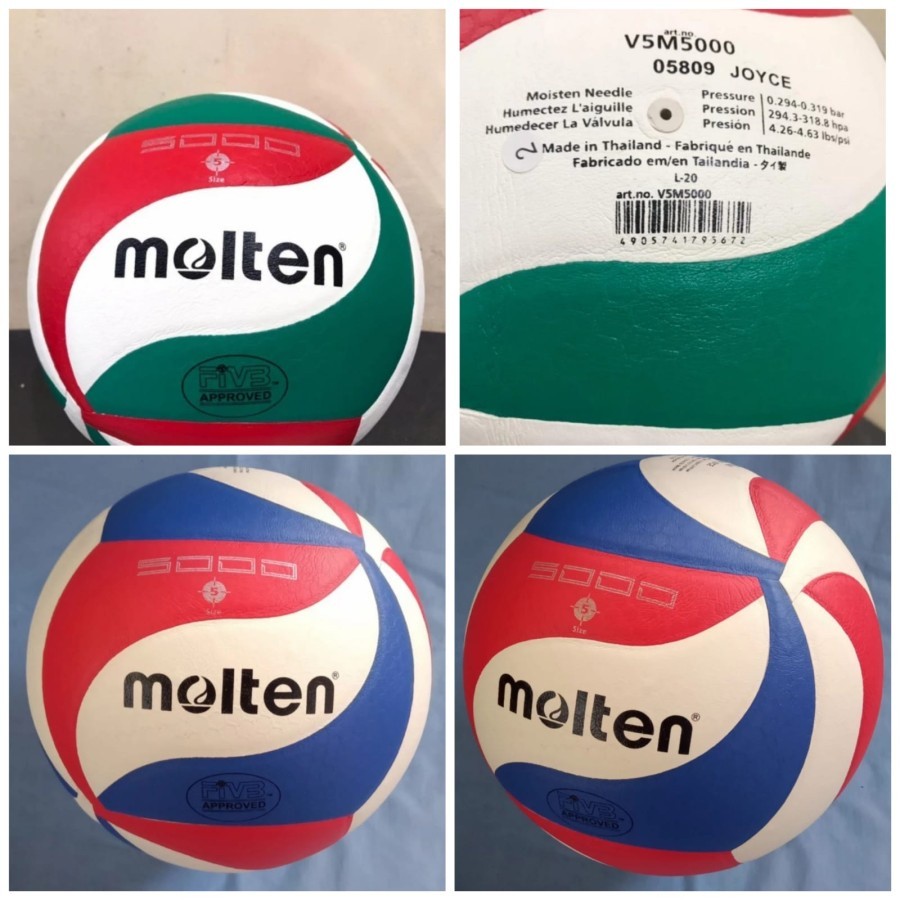 5000
5
Size
molten®
FIVB
APPROVED
art.no.
V5M5000
05809 JOYCE
Moisten Needle
Humectez L'aiguille
Humedecer La Válvula
Pressure 0.294-0.319 bar
Pression 294.3-318.8 hpa
Presión 4.26-4.63 lbs/psi
2
Made in Thailand - Fabriqué en Thailande
Fabricado em/en Tailandia - タイ製
L-20
art.no. V5M5000
4905741795672
5000
5
Size
molten®
FIVB
APPROVED
5000
5
Size
molten®
FIVB
APPROVED